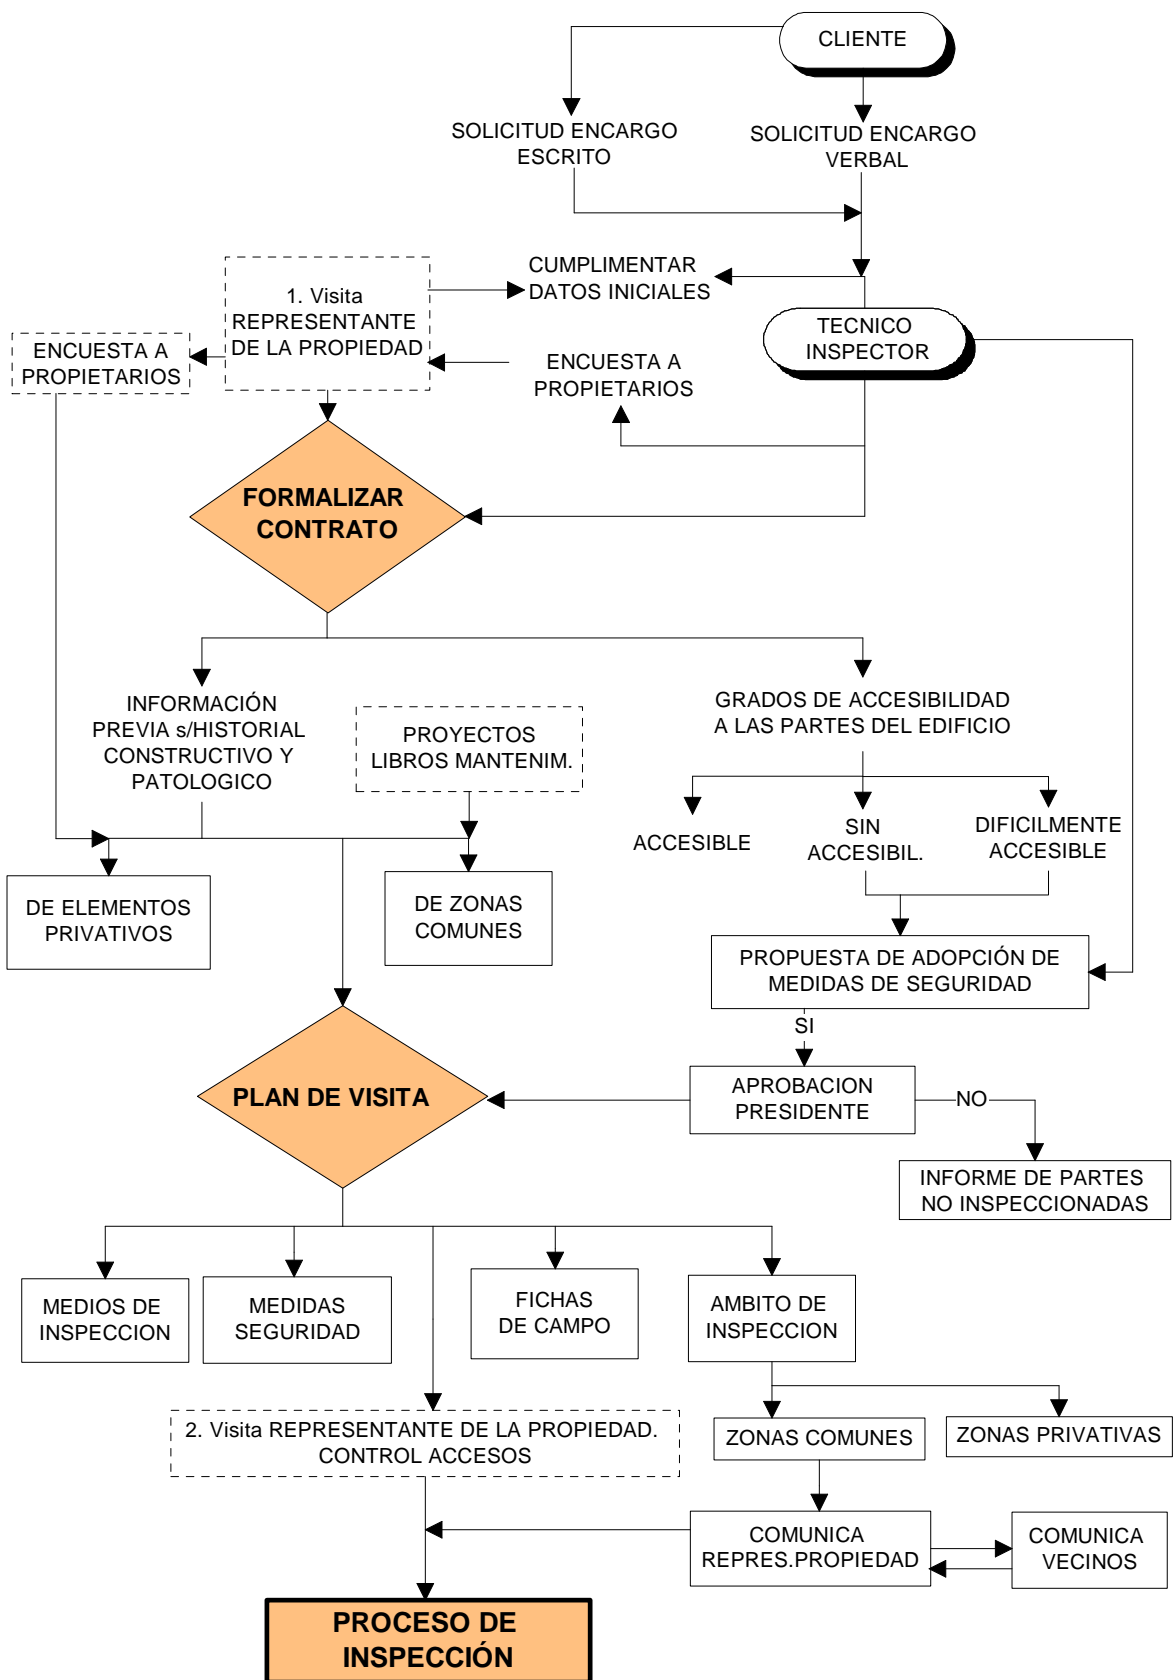 CLIENTE
SOLICITUD ENCARGO
ESCRITO
SOLICITUD ENCARGO
VERBAL
CUMPLIMENTAR
DATOS INICIALES
1. Visita
REPRESENTANTE
DE LA PROPIEDAD
TECNICO
INSPECTOR
ENCUESTA A
PROPIETARIOS
ENCUESTA A
PROPIETARIOS
FORMALIZAR
CONTRATO
INFORMACIÓN
PREVIA s/HISTORIAL
CONSTRUCTIVO Y
PATOLOGICO
PROYECTOS
LIBROS MANTENIM.
GRADOS DE ACCESIBILIDAD
A LAS PARTES DEL EDIFICIO
ACCESIBLE
SIN
ACCESIBIL.
DIFICILMENTE
ACCESIBLE
DE ELEMENTOS
PRIVATIVOS
DE ZONAS
COMUNES
PROPUESTA DE ADOPCIÓN DE
MEDIDAS DE SEGURIDAD
SI
PLAN DE VISITA
APROBACION
PRESIDENTE
NO
INFORME DE PARTES
NO INSPECCIONADAS
MEDIOS DE
INSPECCION
MEDIDAS
SEGURIDAD
FICHAS
DE CAMPO
AMBITO DE
INSPECCION
2. Visita REPRESENTANTE DE LA PROPIEDAD.
CONTROL ACCESOS
ZONAS COMUNES
ZONAS PRIVATIVAS
COMUNICA
REPRES.PROPIEDAD
COMUNICA
VECINOS
PROCESO DE
INSPECCIÓN